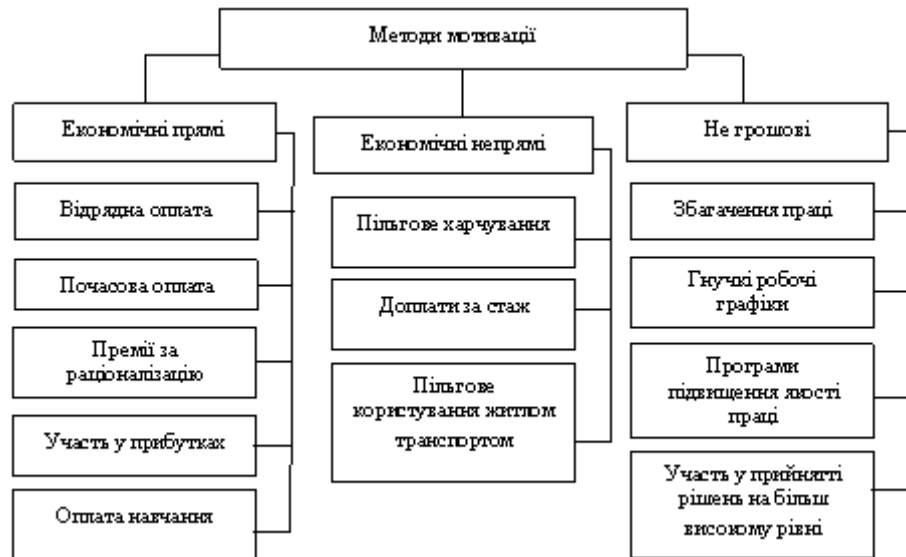 Методи мотивації
Економічні прямі
Відрядна оплата
Почасова оплата
Премії за
раціоналізацію
Участь у прибутках
Оплата навчання
Економічні непрямі
Пільгове харчування
Доплати за стаж
Пільгове
користування житлом
транспортом
Не грошові
Збагачення праці
Гнучкі робочі
графіки
Програми
підвищення якості
праці
Участь у прийнятті
рішень на більш
високому рівні